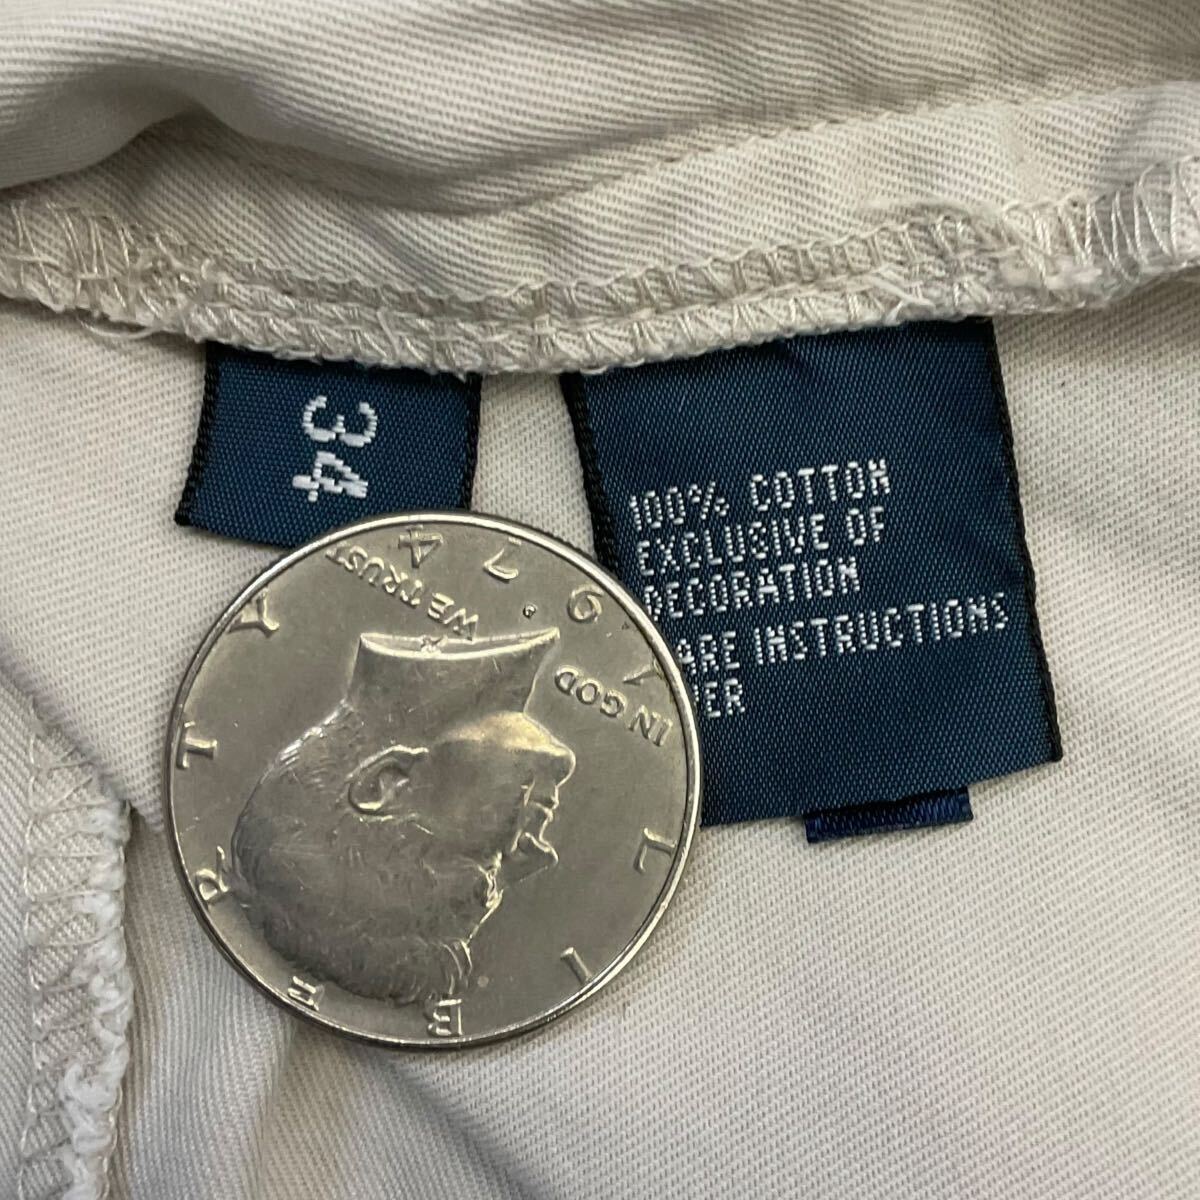 34
100% COTTON
EXCLUSIVE OF
DECORATION
ARE INSTRUCTIONS
ER
LIBERTY
IN GOD
WE TRUST
1974
D